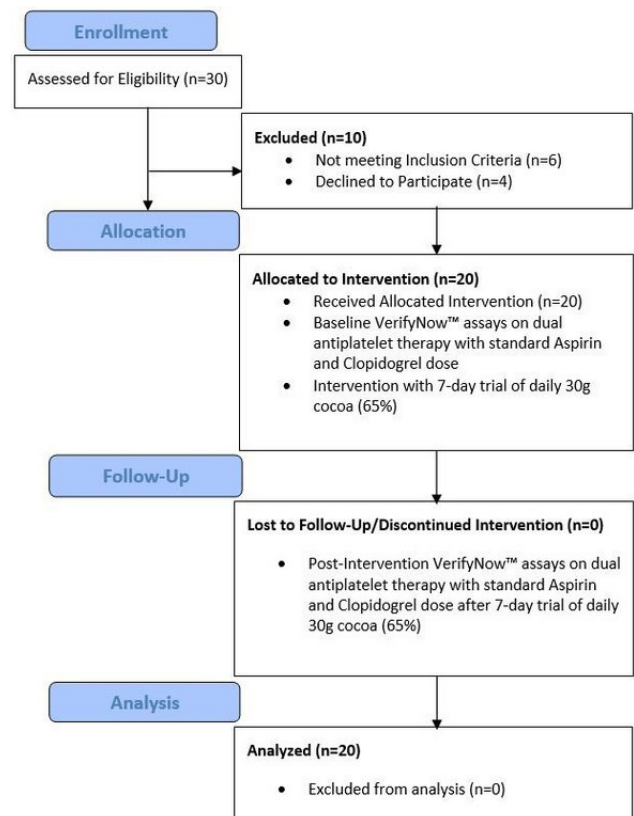 Enrollment
Assessed for Eligibility (n=30)
Excluded (n=10)
• Not meeting Inclusion Criteria (n=6)
• Declined to Participate (n=4)
Allocation
Allocated to Intervention (n=20)
• Received Allocated Intervention (n=20)
• Baseline VerifyNow™ assays on dual
antiplatelet therapy with standard Aspirin
and Clopidogrel dose
• Intervention with 7-day trial of daily 30g
cocoa (65%)
Follow-Up
Lost to Follow-Up/Discontinued Intervention (n=0)
• Post-Intervention VerifyNow™ assays on dual
antiplatelet therapy with standard Aspirin
and Clopidogrel dose after 7-day trial of daily
30g cocoa (65%)
Analysis
Analyzed (n=20)
• Excluded from analysis (n=0)